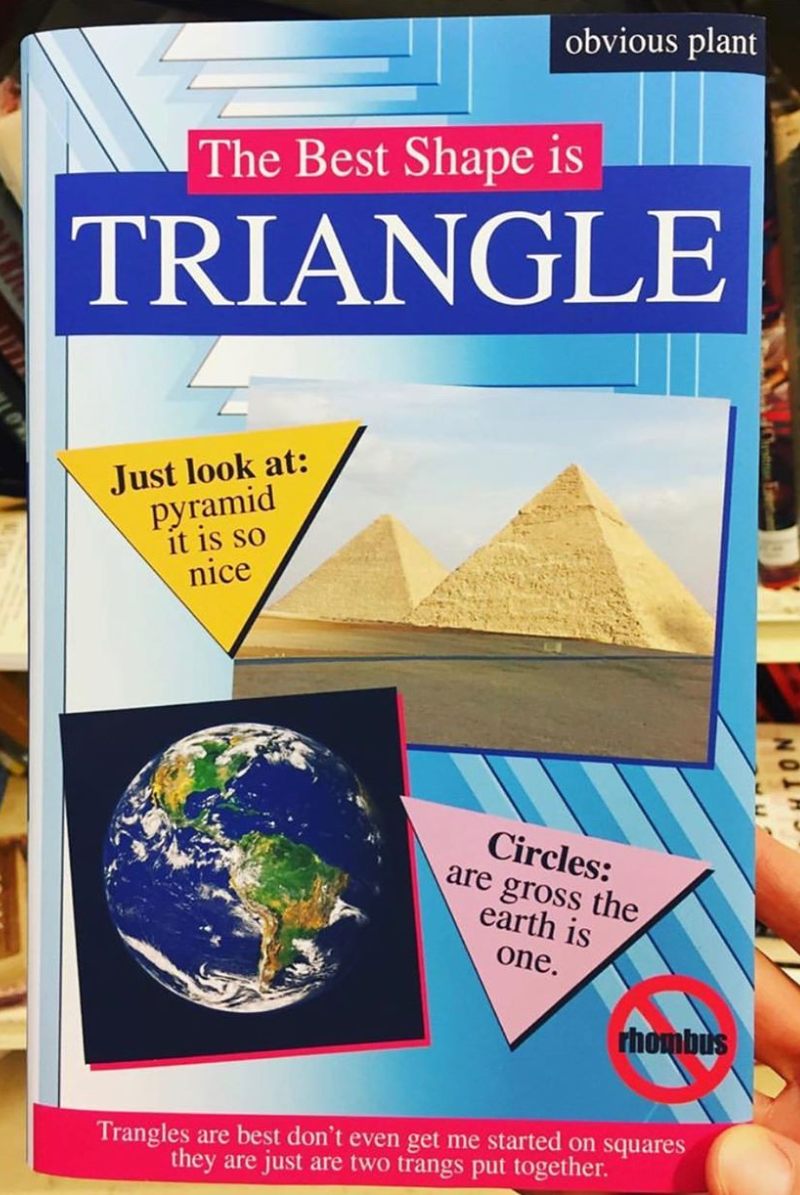 obvious plant
The Best Shape is
TRIANGLE
Just look at:
pyramid
it is so
nice
Circles:
are gross the
earth is
one.
rhombus
Trangles are best don't even get me started on squares
they are just are two trangs put together.